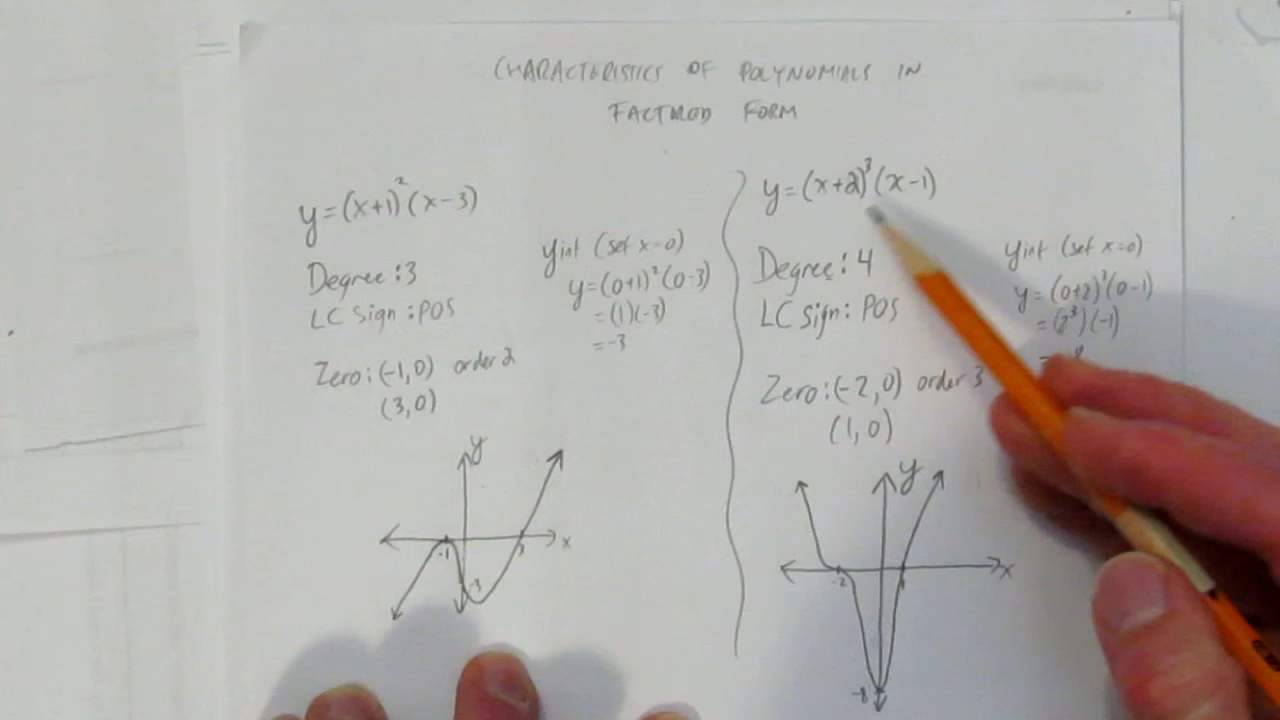 CHARACTERISTICS OF POLYNOMIALS IN
FACTORED FORM
y=(x+1)²(x-3)
Degree:3
LC Sign:POS
Zero:(-1,0) order 2
(3,0)
yint (set x=0)
y=(0+1)²(0-3)
=(1)(-3)
=-3
y
x
-1
3
-3
y=(x+2)³(x-1)
Degree:4
LC Sign: POS
Zero:(-2,0) order 3
(1,0)
yint (set x=0)
y=(0+2)³(0-1)
=(2³)(-1)
y
x
-2
1
-8